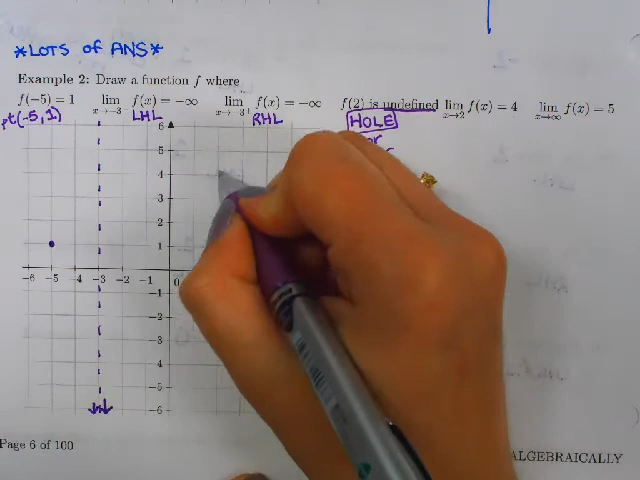 *LOTS of ANS*
Example 2: Draw a function f where
f(−5) = 1 lim x→−3⁻ f(x) = −∞ lim x→−3⁺ f(x) = −∞ f(2) is undefined lim x→2 f(x) = 4 lim x→∞ f(x) = 5
pt(-5, 1) LHL RHL HOLE
or
6
5
4
3
2
1
−6 −5 −3 −2 −1 0
−1
−2
−3
−4
−5
−6
Page 6 of 100
ALGEBRAICALLY